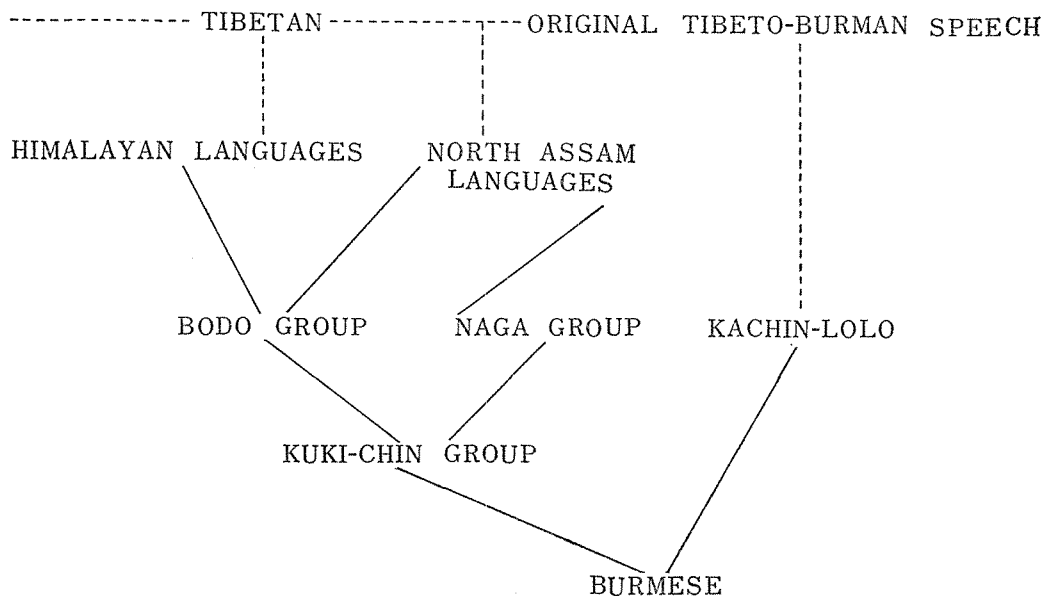 TIBETAN ORIGINAL TIBETO-BURMAN SPEECH
HIMALAYAN LANGUAGES NORTH ASSAM
LANGUAGES
BODO GROUP NAGA GROUP KACHIN-LOLO
KUKI-CHIN GROUP
BURMESE